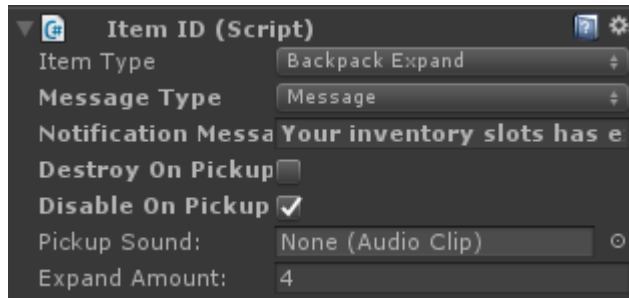 Item ID (Script)
Item Type Backpack Expand
Message Type Message
Notification Messa Your inventory slots has e
Destroy On Pickup
Disable On Pickup
Pickup Sound: None (Audio Clip)
Expand Amount: 4